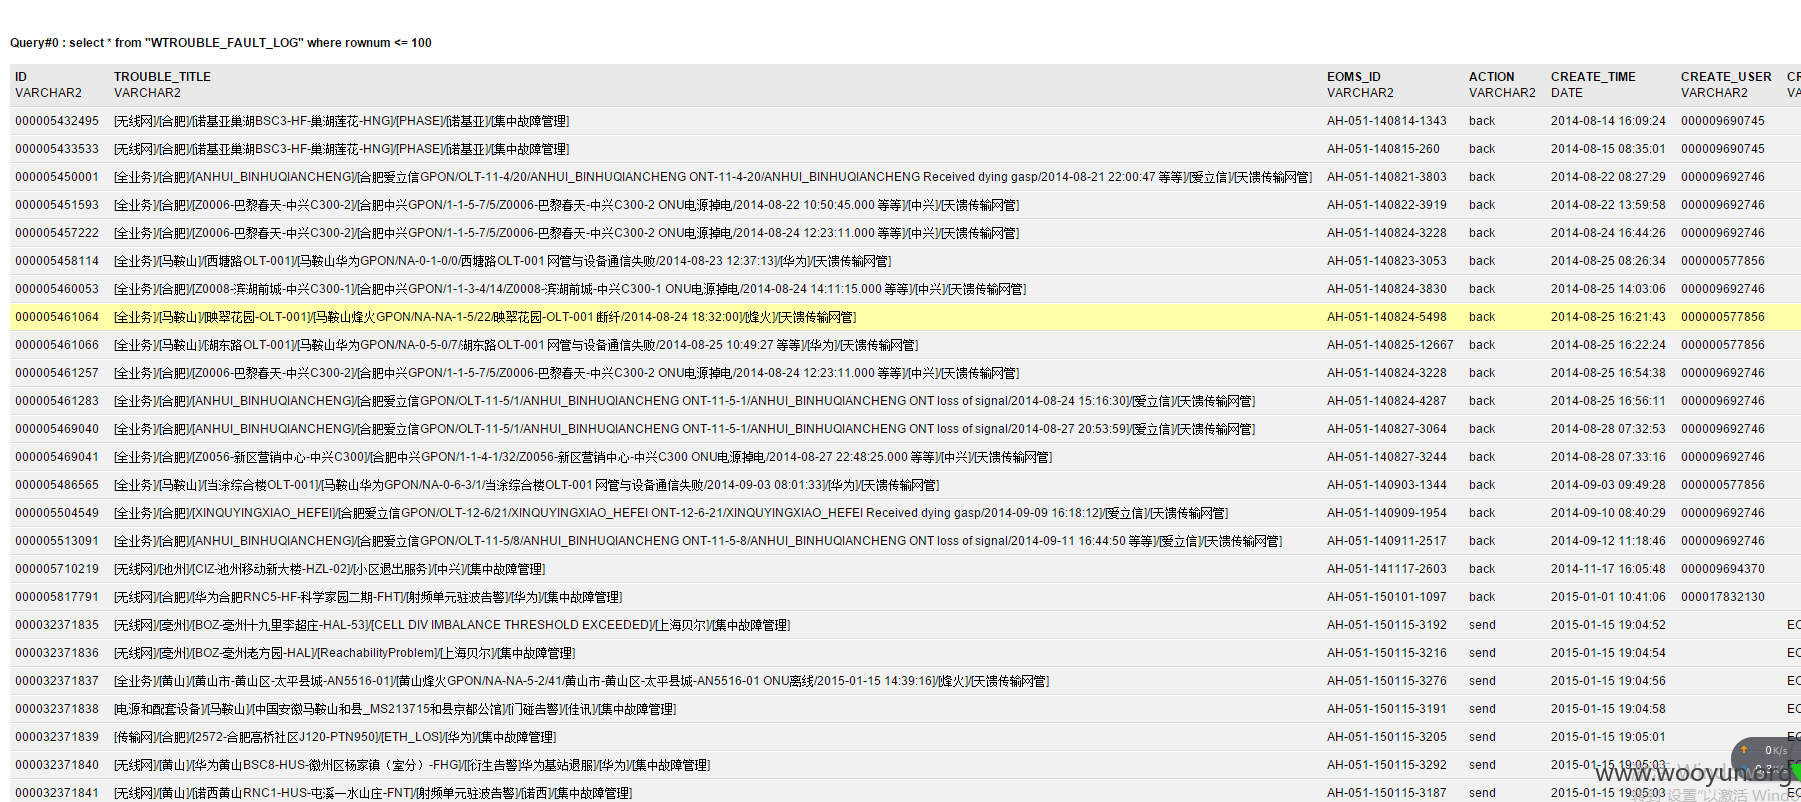 Query#0 : select * from "WTROUBLE_FAULT_LOG" where rownum <= 100
ID TROUBLE_TITLE EOMS_ID ACTION CREATE_TIME CREATE_USER CR
VARCHAR2 VARCHAR2 VARCHAR2 VARCHAR2 DATE VARCHAR2 VA
000005432495 [无线网]/[合肥]/[诺基亚巢湖BSC3-HF-巢湖莲花-HNG]/[PHASE]/[诺基亚]/[集中故障管理] AH-051-140814-1343 back 2014-08-14 16:09:24 000009690745
000005433533 [无线网]/[合肥]/[诺基亚巢湖BSC3-HF-巢湖莲花-HNG]/[PHASE]/[诺基亚]/[集中故障管理] AH-051-140815-260 back 2014-08-15 08:35:01 000009690745
000005450001 [全业务]/[合肥]/[ANHUI_BINHUQIANCHENG]/[合肥爱立信GPON/OLT-11-4/20/ANHUI_BINHUQIANCHENG ONT-11-4-20/ANHUI_BINHUQIANCHENG Received dying gasp/2014-08-21 22:00:47 等等]/[爱立信]/[天馈传输网管] AH-051-140821-3803 back 2014-08-22 08:27:29 000009692746
000005451593 [全业务]/[合肥]/[Z0006-巴黎春天-中兴C300-2]/[合肥中兴GPON/1-1-5-7/5/Z0006-巴黎春天-中兴C300-2 ONU电源掉电/2014-08-22 10:50:45.000 等等]/[中兴]/[天馈传输网管] AH-051-140822-3919 back 2014-08-22 13:59:58 000009692746
000005457222 [全业务]/[合肥]/[Z0006-巴黎春天-中兴C300-2]/[合肥中兴GPON/1-1-5-7/5/Z0006-巴黎春天-中兴C300-2 ONU电源掉电/2014-08-24 12:23:11.000 等等]/[中兴]/[天馈传输网管] AH-051-140824-3228 back 2014-08-24 16:44:26 000009692746
000005458114 [全业务]/[马鞍山]/[西塘路OLT-001]/[马鞍山华为GPON/NA-0-1-0/0/西塘路OLT-001 网管与设备通信失败/2014-08-23 12:37:13]/[华为]/[天馈传输网管] AH-051-140823-3053 back 2014-08-25 08:26:34 000000577856
000005460053 [全业务]/[合肥]/[Z0008-滨湖前城-中兴C300-1]/[合肥中兴GPON/1-1-3-4/14/Z0008-滨湖前城-中兴C300-1 ONU电源掉电/2014-08-24 14:11:15.000 等等]/[中兴]/[天馈传输网管] AH-051-140824-3830 back 2014-08-25 14:03:06 000009692746
000005461064 [全业务]/[马鞍山]/[映翠花园-OLT-001]/[马鞍山烽火GPON/NA-NA-1-5/22/映翠花园-OLT-001 断纤/2014-08-24 18:32:00]/[烽火]/[天馈传输网管] AH-051-140824-5498 back 2014-08-25 16:21:43 000000577856
000005461066 [全业务]/[马鞍山]/[湖东路OLT-001]/[马鞍山华为GPON/NA-0-5-0/7/湖东路OLT-001 网管与设备通信失败/2014-08-25 10:49:27 等等]/[华为]/[天馈传输网管] AH-051-140825-12667 back 2014-08-25 16:22:24 000000577856
000005461257 [全业务]/[合肥]/[Z0006-巴黎春天-中兴C300-2]/[合肥中兴GPON/1-1-5-7/5/Z0006-巴黎春天-中兴C300-2 ONU电源掉电/2014-08-24 12:23:11.000 等等]/[中兴]/[天馈传输网管] AH-051-140824-3228 back 2014-08-25 16:54:38 000009692746
000005461283 [全业务]/[合肥]/[ANHUI_BINHUQIANCHENG]/[合肥爱立信GPON/OLT-11-5/1/ANHUI_BINHUQIANCHENG ONT-11-5-1/ANHUI_BINHUQIANCHENG ONT loss of signal/2014-08-24 15:16:30]/[爱立信]/[天馈传输网管] AH-051-140824-4287 back 2014-08-25 16:56:11 000009692746
000005469040 [全业务]/[合肥]/[ANHUI_BINHUQIANCHENG]/[合肥爱立信GPON/OLT-11-5/1/ANHUI_BINHUQIANCHENG ONT-11-5-1/ANHUI_BINHUQIANCHENG ONT loss of signal/2014-08-27 20:53:59]/[爱立信]/[天馈传输网管] AH-051-140827-3064 back 2014-08-28 07:32:53 000009692746
000005469041 [全业务]/[合肥]/[Z0056-新区营销中心-中兴C300]/[合肥中兴GPON/1-1-4-1/32/Z0056-新区营销中心-中兴C300 ONU电源掉电/2014-08-27 22:48:25.000 等等]/[中兴]/[天馈传输网管] AH-051-140827-3244 back 2014-08-28 07:33:16 000009692746
000005486565 [全业务]/[马鞍山]/[当涂综合楼OLT-001]/[马鞍山华为GPON/NA-0-6-3/1/当涂综合楼OLT-001 网管与设备通信失败/2014-09-03 08:01:33]/[华为]/[天馈传输网管] AH-051-140903-1344 back 2014-09-03 09:49:28 000000577856
000005504549 [全业务]/[合肥]/[XINQUYINGXIAO_HEFEI]/[合肥爱立信GPON/OLT-12-6/21/XINQUYINGXIAO_HEFEI ONT-12-6-21/XINQUYINGXIAO_HEFEI Received dying gasp/2014-09-09 16:18:12]/[爱立信]/[天馈传输网管] AH-051-140909-1954 back 2014-09-10 08:40:29 000009692746
000005513091 [全业务]/[合肥]/[ANHUI_BINHUQIANCHENG]/[合肥爱立信GPON/OLT-11-5/8/ANHUI_BINHUQIANCHENG ONT-11-5-8/ANHUI_BINHUQIANCHENG ONT loss of signal/2014-09-11 16:44:50 等等]/[爱立信]/[天馈传输网管] AH-051-140911-2517 back 2014-09-12 11:18:46 000009692746
000005710219 [无线网]/[池州]/[CIZ-池州移动新大楼-HZL-02]/[小区退出服务]/[中兴]/[集中故障管理] AH-051-141117-2603 back 2014-11-17 16:05:48 000009694370
000005817791 [无线网]/[合肥]/[华为合肥RNC5-HF-科学家园二期-FHT]/[射频单元驻波告警]/[华为]/[集中故障管理] AH-051-150101-1097 back 2015-01-01 10:41:06 000017832130
000032371835 [无线网]/[亳州]/[BOZ-亳州十九里李超庄-HAL-53]/[CELL DIV IMBALANCE THRESHOLD EXCEEDED]/[上海贝尔]/[集中故障管理] AH-051-150115-3192 send 2015-01-15 19:04:52 EO
000032371836 [无线网]/[亳州]/[BOZ-亳州老方园-HAL]/[ReachabilityProblem]/[上海贝尔]/[集中故障管理] AH-051-150115-3216 send 2015-01-15 19:04:54 EO
000032371837 [全业务]/[黄山]/[黄山市-黄山区-太平县城-AN5516-01]/[黄山烽火GPON/NA-NA-5-2/41/黄山市-黄山区-太平县城-AN5516-01 ONU离线/2015-01-15 14:39:16]/[烽火]/[天馈传输网管] AH-051-150115-3276 send 2015-01-15 19:04:56 EO
000032371838 [电源和配套设备]/[马鞍山]/[中国安徽马鞍山和县_MS213715和县京都公馆]/[门碰告警]/[佳讯]/[集中故障管理] AH-051-150115-3191 send 2015-01-15 19:04:58 EO
000032371839 [传输网]/[合肥]/[2572-合肥高桥社区J120-PTN950]/[ETH_LOS]/[华为]/[集中故障管理] AH-051-150115-3205 send 2015-01-15 19:05:01 EO
0K/s
000032371840 [无线网]/[黄山]/[华为黄山BSC8-HUS-徽州区杨家镇（室分）-FHG]/[[衍生告警]华为基站退服]/[华为]/[集中故障管理] AH-051-150115-3292 send 2015-01-15 19:05:03
www.wooyun.org
000032371841 [无线网]/[黄山]/[诺西黄山RNC1-HUS-屯溪一水山庄-FNT]/[射频单元驻波告警]/[诺西]/[集中故障管理] AH-051-150115-3187 send 2015-01-15 19:05:03 EO
转到"设置"以激活 Windo